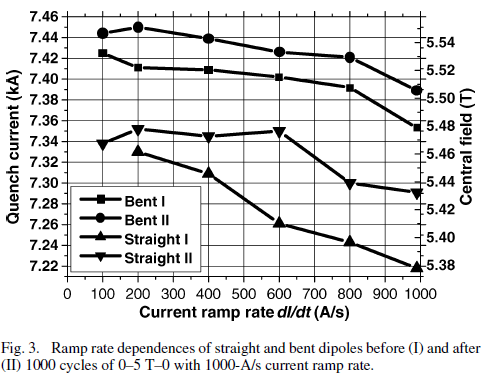 7.46
7.44
7.42
7.40
7.38
7.36
7.34
7.32
7.30
7.28
7.26
7.24
7.22
Quench current (kA)
5.54
5.52
5.50
5.48
5.46
5.44
5.42
5.40
5.38
Central field (T)
Bent I
Bent II
Straight I
Straight II
0 100 200 300 400 500 600 700 800 900 1000
Current ramp rate dI/dt (A/s)
Fig. 3. Ramp rate dependences of straight and bent dipoles before (I) and after
(II) 1000 cycles of 0–5 T–0 with 1000-A/s current ramp rate.